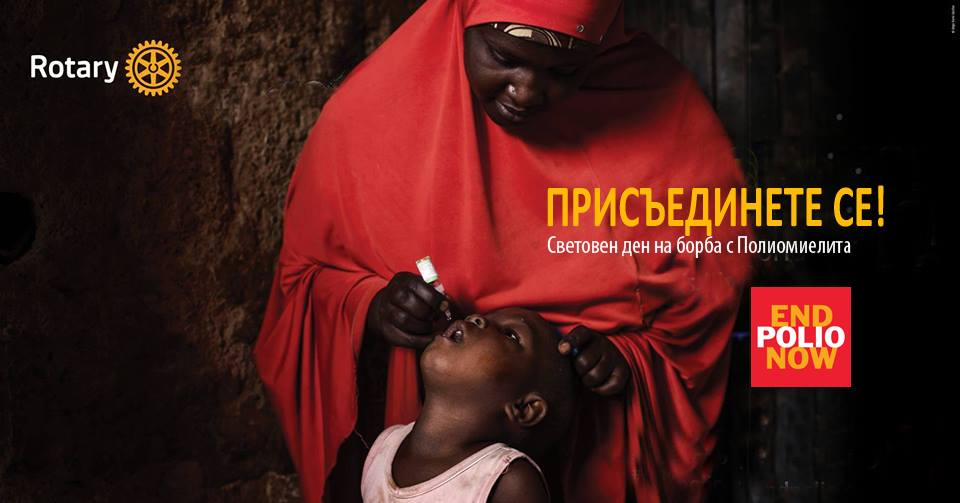 Rotary
ПРИСЪЕДИНЕТЕ СЕ!
Световен ден на борба с Полиомиелита
END
POLIO
NOW